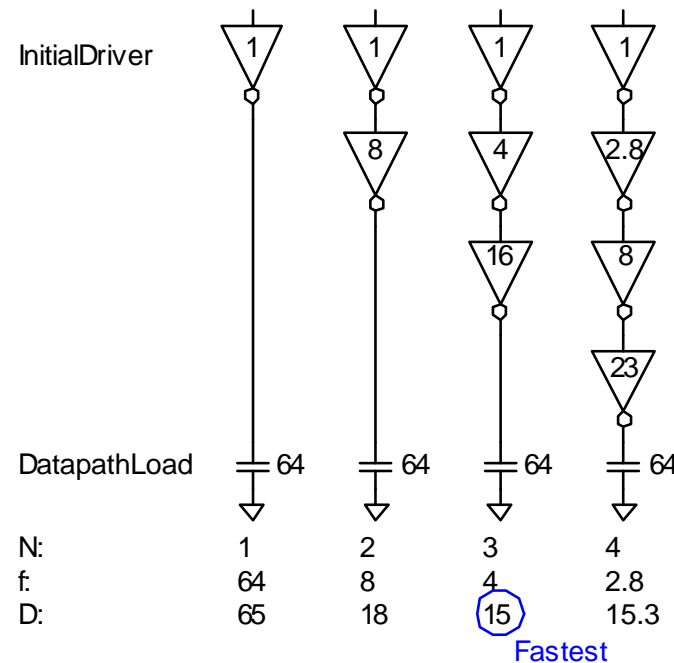 InitialDriver 1 1 1 1
8 4 2.8
16 8
23
DatapathLoad 64 64 64 64
N: 1 2 3 4
f: 64 8 4 2.8
D: 65 18 15 15.3
Fastest